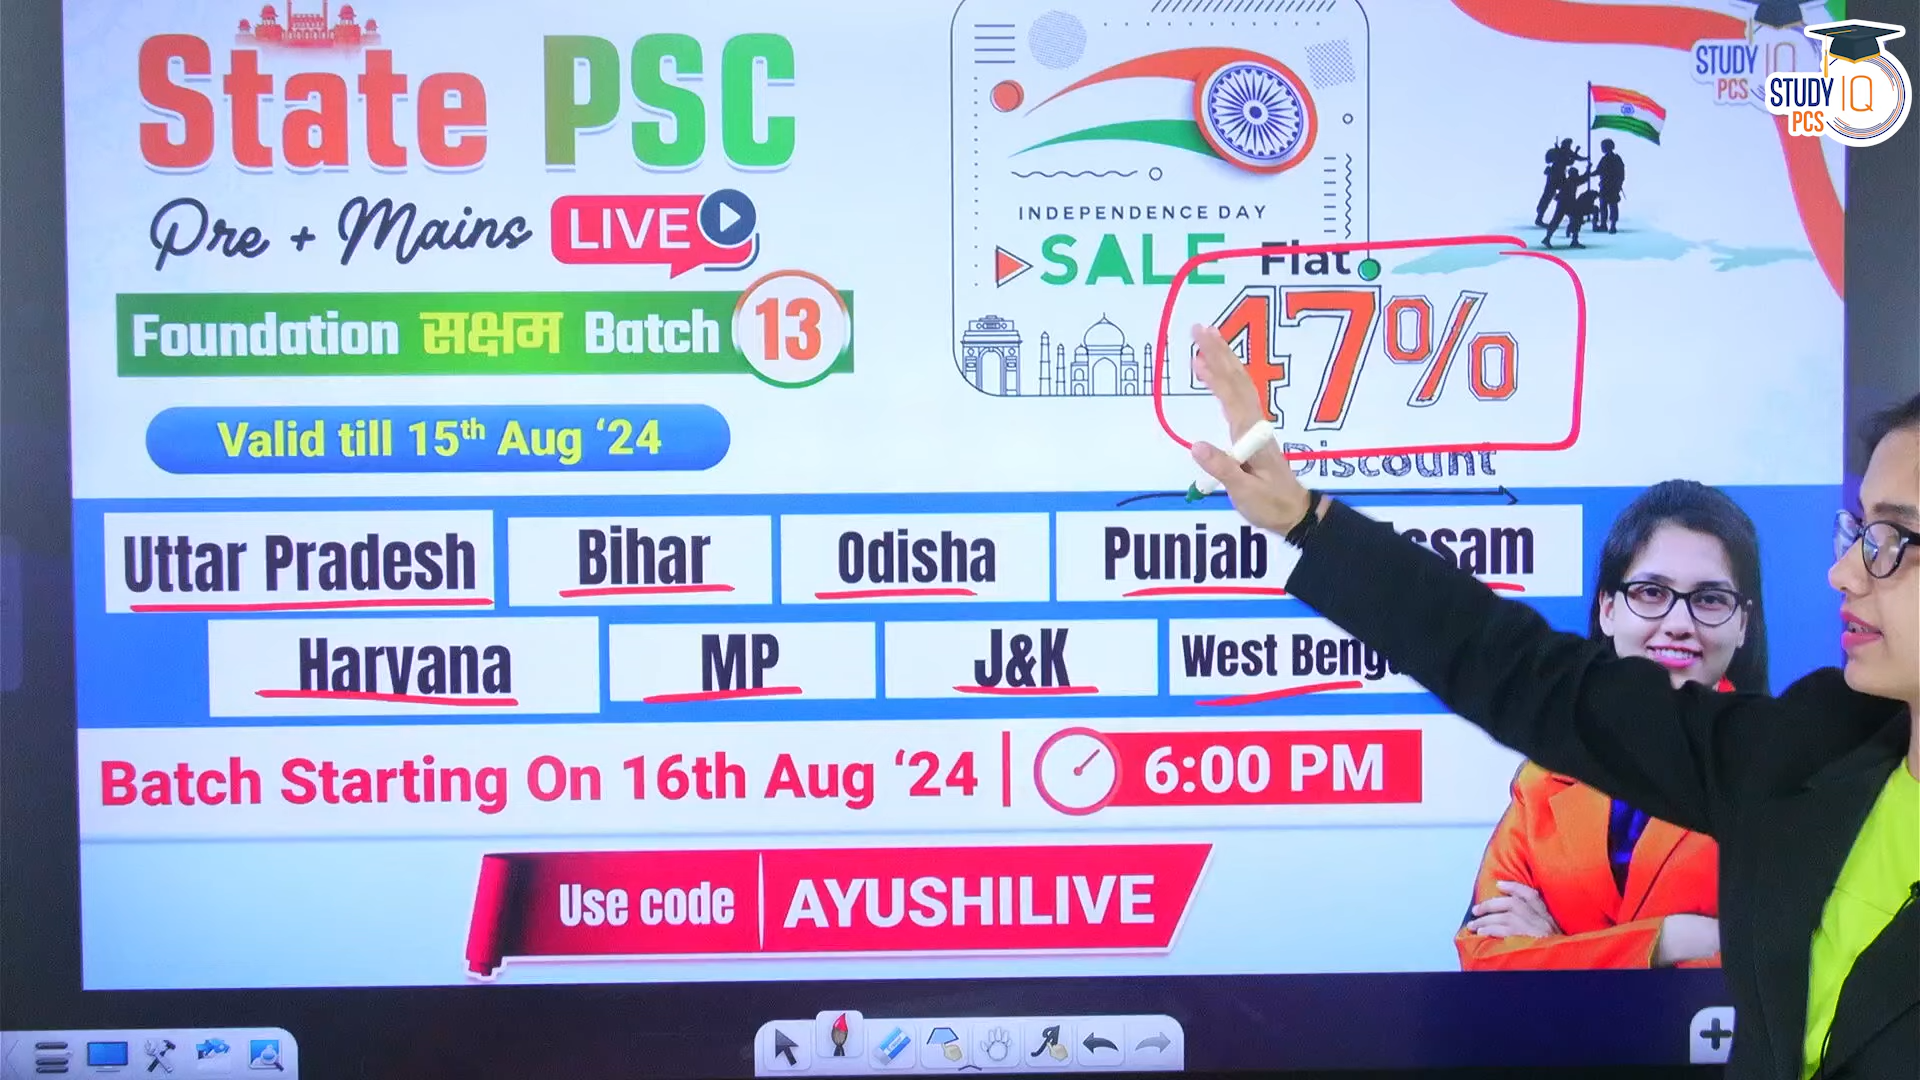 State PSC
Pre + Mains LIVE
Foundation सक्षम Batch 13
Valid till 15th Aug ‘24
INDEPENDENCE DAY
SALE
Flat
47%
Discount
STUDY IQ
PCS
STUDY IQ
PCS
Uttar Pradesh
Bihar
Odisha
Punjab
Haryana
MP
J&K
West
Batch Starting On 16th Aug ‘24
6:00 PM
Use code
AYUSHILIVE